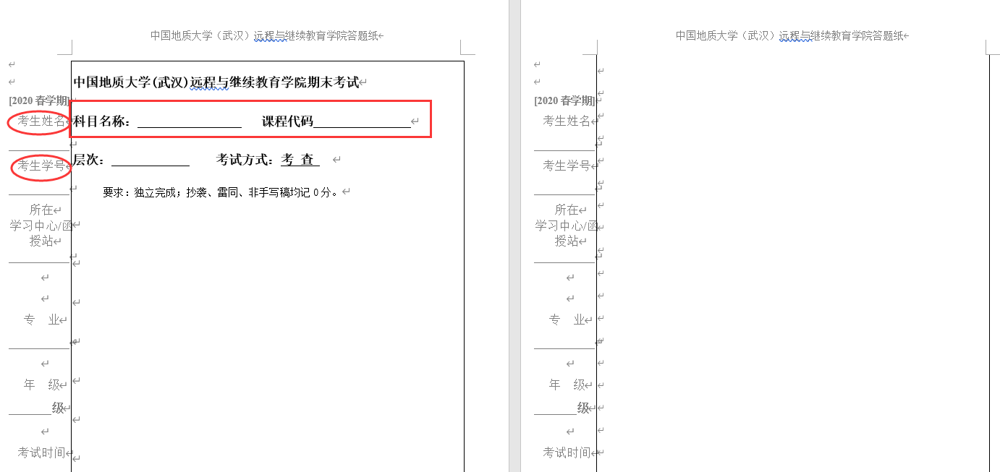 中国地质大学（武汉）远程与继续教育学院答题纸
[2020 春学期]
考生姓名
考生学号
所在
学习中心/函
授站
专 业
年 级
级
考试时间
中国地质大学(武汉)远程与继续教育学院期末考试
科目名称： 课程代码
层次： 考试方式：考 查
要求：独立完成；抄袭、雷同、非手写稿均记 0 分。
中国地质大学（武汉）远程与继续教育学院答题纸
[2020 春学期]
考生姓名
考生学号
所在
学习中心/函
授站
专 业
年 级
级
考试时间